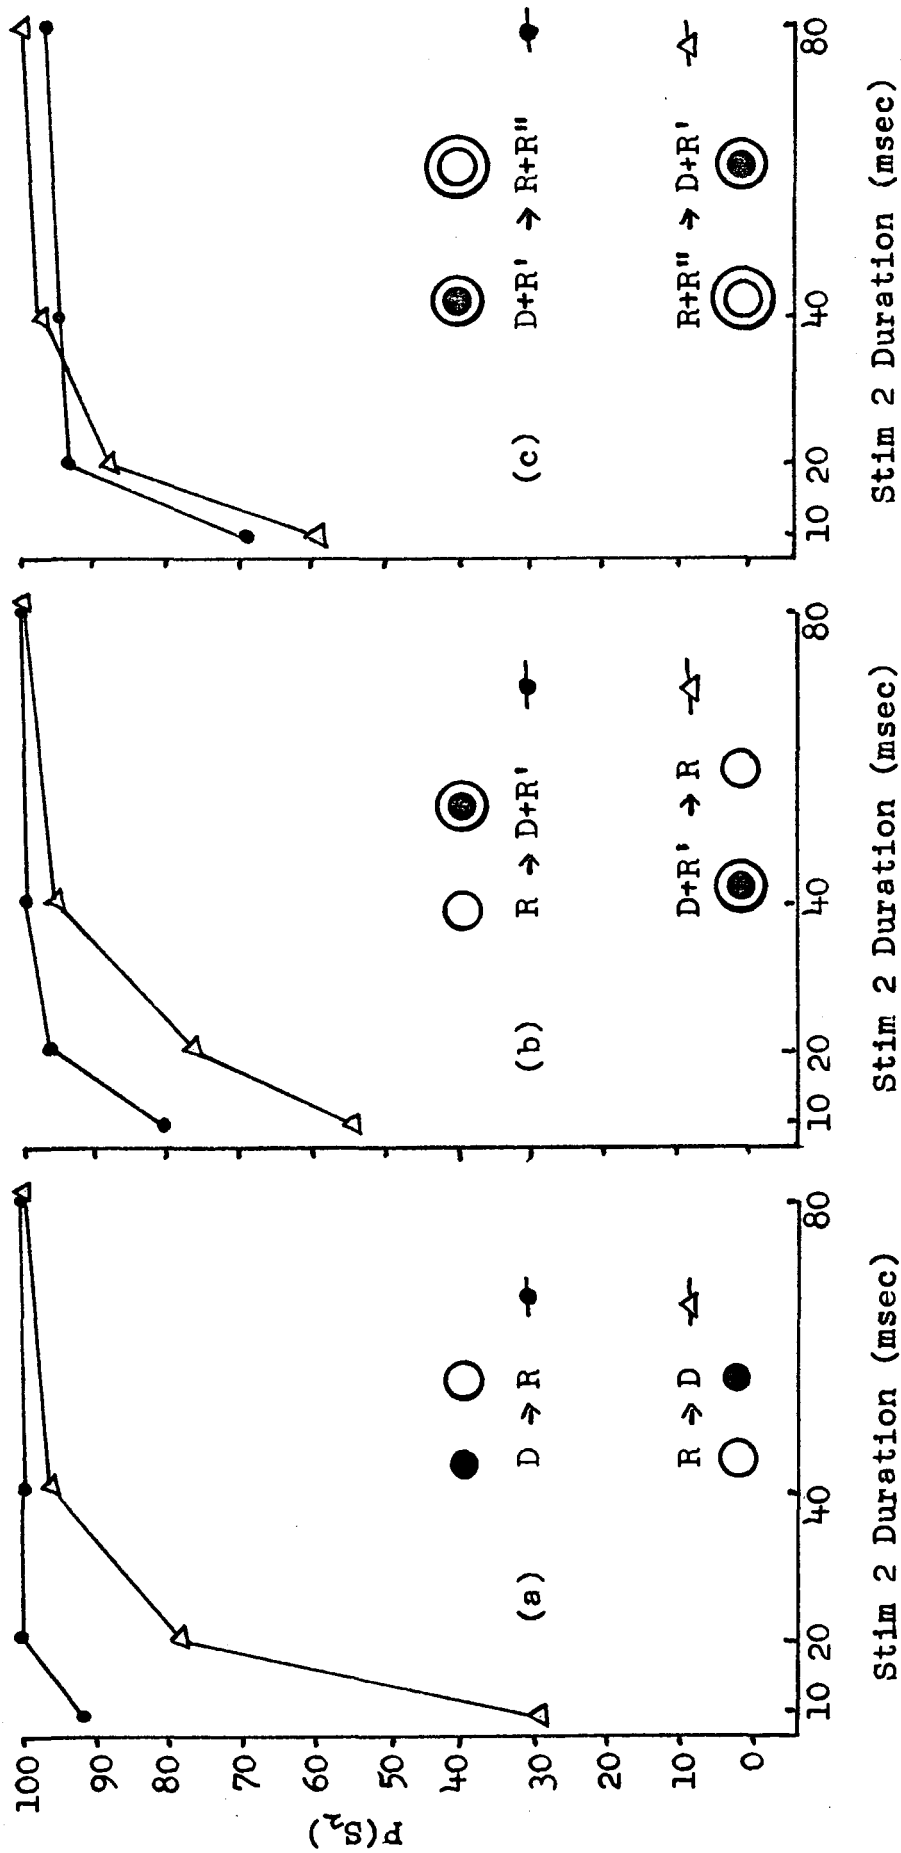 P(S₂)
100
90
80
70
60
50
40
30
20
10
0
(a)
D → R
R → D
10 20 40 80
Stim 2 Duration (msec)
(b)
R → D+R'
D+R' → R
10 20 40 80
Stim 2 Duration (msec)
(c)
D+R' → R+R"
R+R" → D+R'
10 20 40 80
Stim 2 Duration (msec)